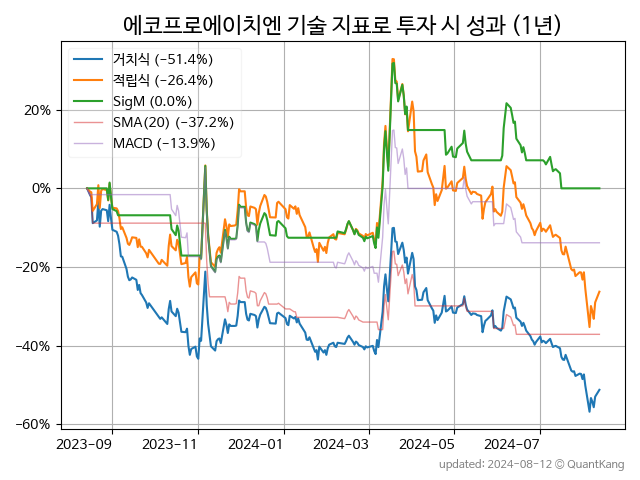 에코프로에이치엔 기술 지표로 투자 시 성과 (1년)
거치식 (−51.4%)
적립식 (−26.4%)
SigM (0.0%)
SMA(20) (−37.2%)
MACD (−13.9%)
20%
0%
−20%
−40%
−60%
2023−09 2023−11 2024−01 2024−03 2024−05 2024−07
updated: 2024−08−12 © QuantKang